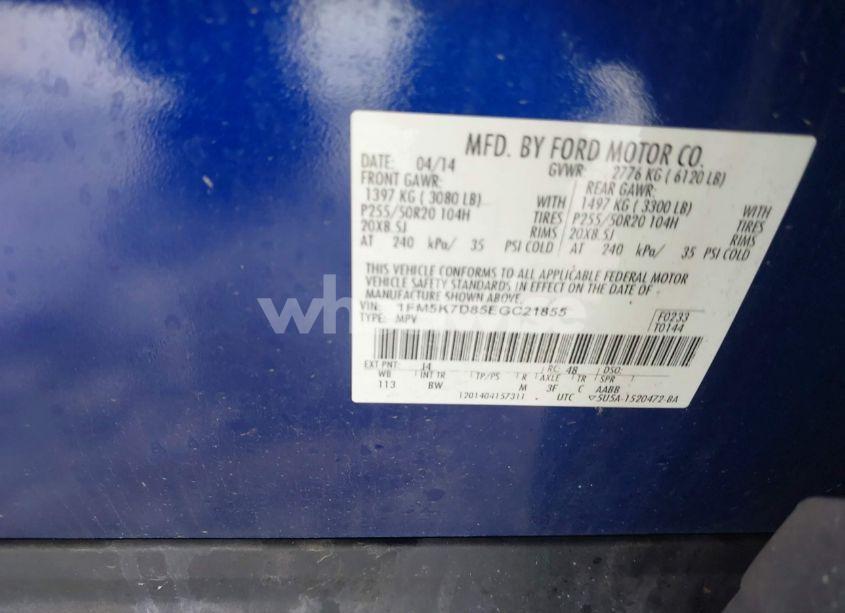 MFD. BY FORD MOTOR CO.
DATE: 04/14 GVWR: 2776 KG ( 6120 LB)
FRONT GAWR: REAR GAWR:
1397 KG ( 3080 LB) WITH 1497 KG ( 3300 LB) WITH
P255/50R20 104H TIRES P255/50R20 104H TIRES
20X8.5J RIMS 20X8.5J RIMS
AT 240 kPa/ 35 PSI COLD AT 240 kPa/ 35 PSI COLD
THIS VEHICLE CONFORMS TO ALL APPLICABLE FEDERAL MOTOR
VEHICLE SAFETY STANDARDS IN EFFECT ON THE DATE OF
MANUFACTURE SHOWN ABOVE.
VIN: 1FM5K7D85EGC21855 F0233
TYPE: MPV T0144
EXT PNT: J4 RC: 48 DSO:
WB INT TR TP/PS R AXLE TR SPR
113 BW M 3F C AABB
1201404157311 UTC ▽5U5A-1520472-BA